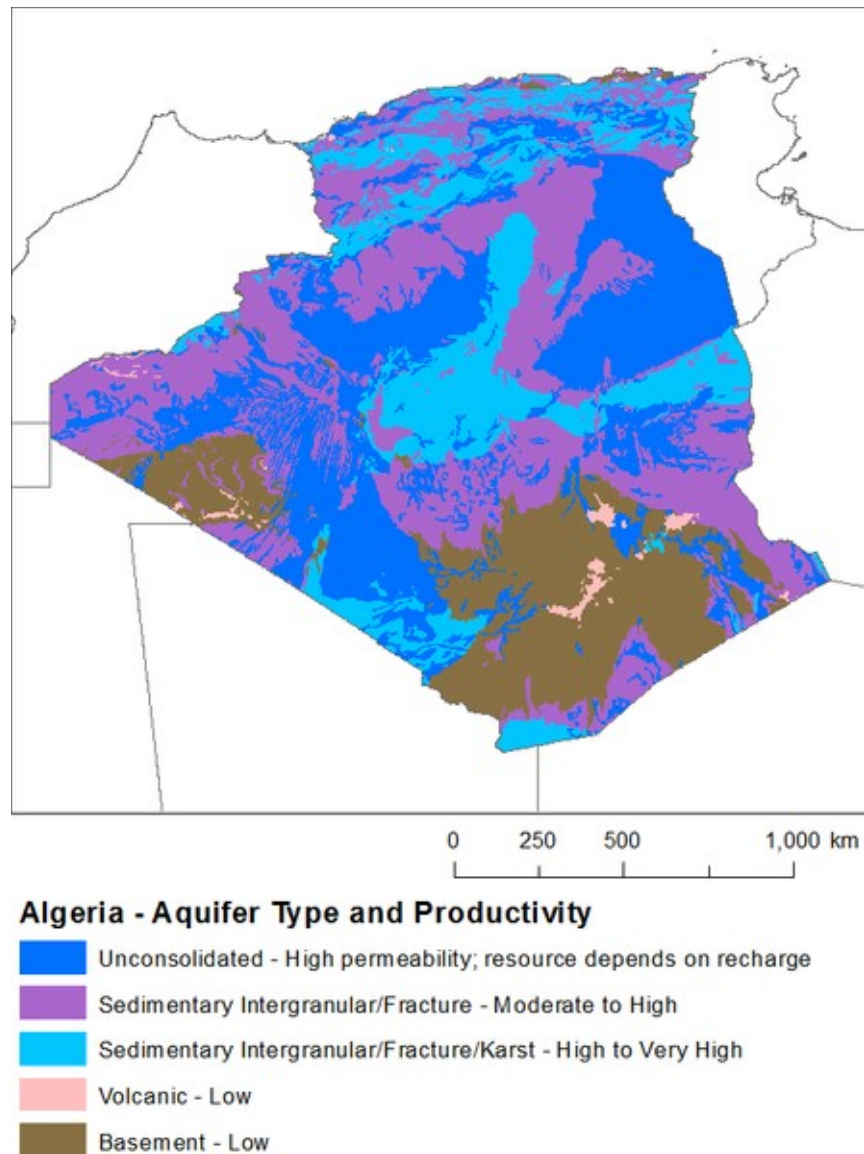 0 250 500 1,000 km
Algeria - Aquifer Type and Productivity
Unconsolidated - High permeability; resource depends on recharge
Sedimentary Intergranular/Fracture - Moderate to High
Sedimentary Intergranular/Fracture/Karst - High to Very High
Volcanic - Low
Basement - Low